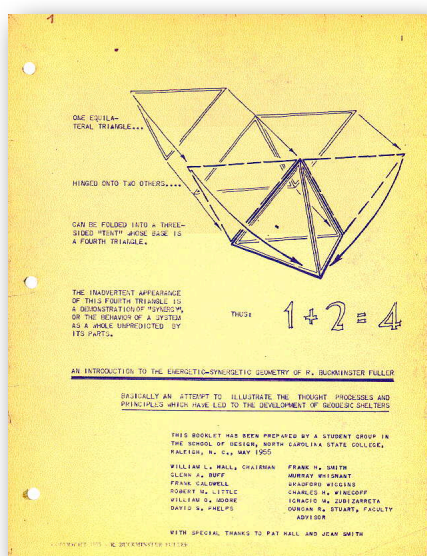 1
1
ONE EQUILA-
TERAL TRIANGLE...
HINGED ONTO TWO OTHERS....
CAN BE FOLDED INTO A THREE-
SIDED "TENT" WHOSE BASE IS
A FOURTH TRIANGLE.
THE INADVERTENT APPEARANCE
OF THIS FOURTH TRIANGLE IS
A DEMONSTRATION OF "SYNERGY",
OR THE BEHAVIOR OF A SYSTEM
AS A WHOLE UNPREDICTED BY
ITS PARTS.
THUS: 1+2=4
AN INTRODUCTION TO THE ENERGETIC-SYNERGETIC GEOMETRY OF R. BUCKMINSTER FULLER
BASICALLY AN ATTEMPT TO ILLUSTRATE THE THOUGHT PROCESSES AND
PRINCIPLES WHICH HAVE LED TO THE DEVELOPMENT OF GEODESIC SHELTERS
THIS BOOKLET HAS BEEN PREPARED BY A STUDENT GROUP IN
THE SCHOOL OF DESIGN, NORTH CAROLINA STATE COLLEGE,
RALEIGH, N. C., MAY 1955
WILLIAM L. HALL, CHAIRMAN FRANK H. SMITH
GLENN A. BUFF MURRAY WHISNANT
FRANK CALDWELL BRADFORD WIGGINS
ROBERT W. LITTLE CHARLES H. WINECOFF
WILLIAM G. MOORE IGNACIO M. ZUBIZARRETA
DAVID S. PHELPS DUNCAN R. STUART, FACULTY
ADVISOR
WITH SPECIAL THANKS TO PAT HALL AND JEAN SMITH
COPYRIGHT 1955 - R. BUCKMINSTER FULLER